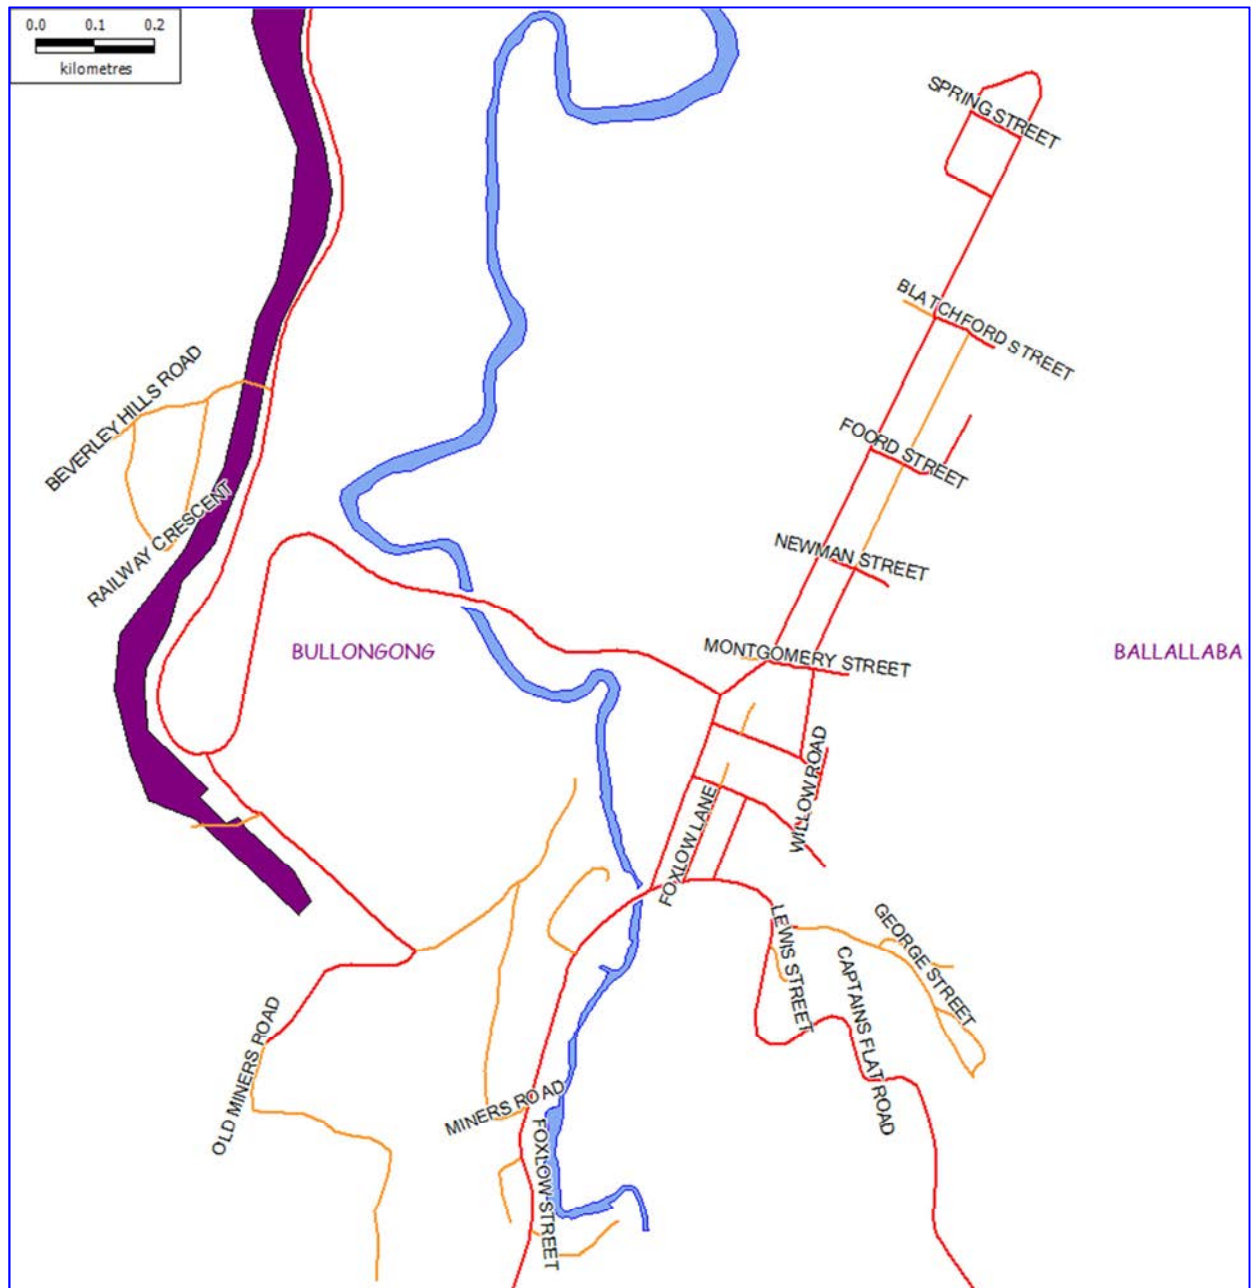 0.0 0.1 0.2
kilometres
SPRING STREET
BLATCHFORD STREET
BEVERLEY HILLS ROAD
FOORD STREET
RAILWAY CRESCENT
NEWMAN STREET
BULLONGONG
MONTGOMERY STREET
BALLALLABA
WILLOW ROAD
FOXLOW LANE
LEWIS STREET
GEORGE STREET
CAPTAINS FLAT ROAD
OLD MINERS ROAD
MINERS ROAD
FOXLOW STREET